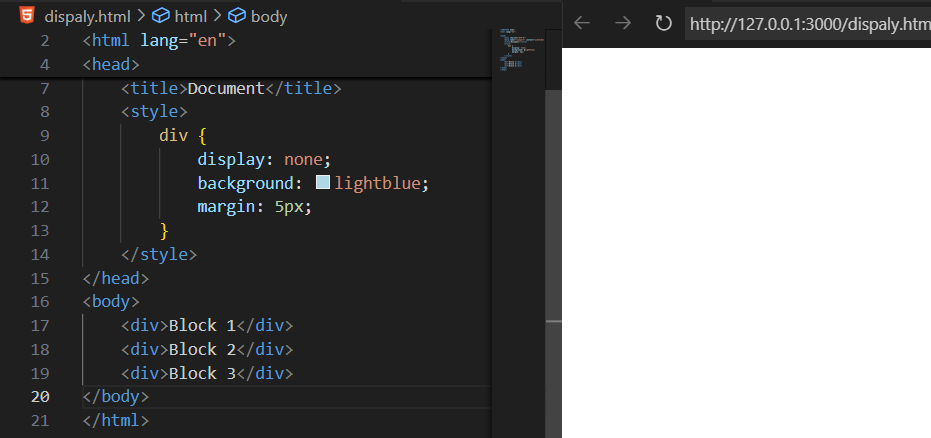 dispaly.html > html > body
2 <html lang="en">
4 <head>
7 <title>Document</title>
8 <style>
9 div {
10 display: none;
11 background: lightblue;
12 margin: 5px;
13 }
14 </style>
15 </head>
16 <body>
17 <div>Block 1</div>
18 <div>Block 2</div>
19 <div>Block 3</div>
20 </body>
21 </html>
http://127.0.0.1:3000/dispaly.htm